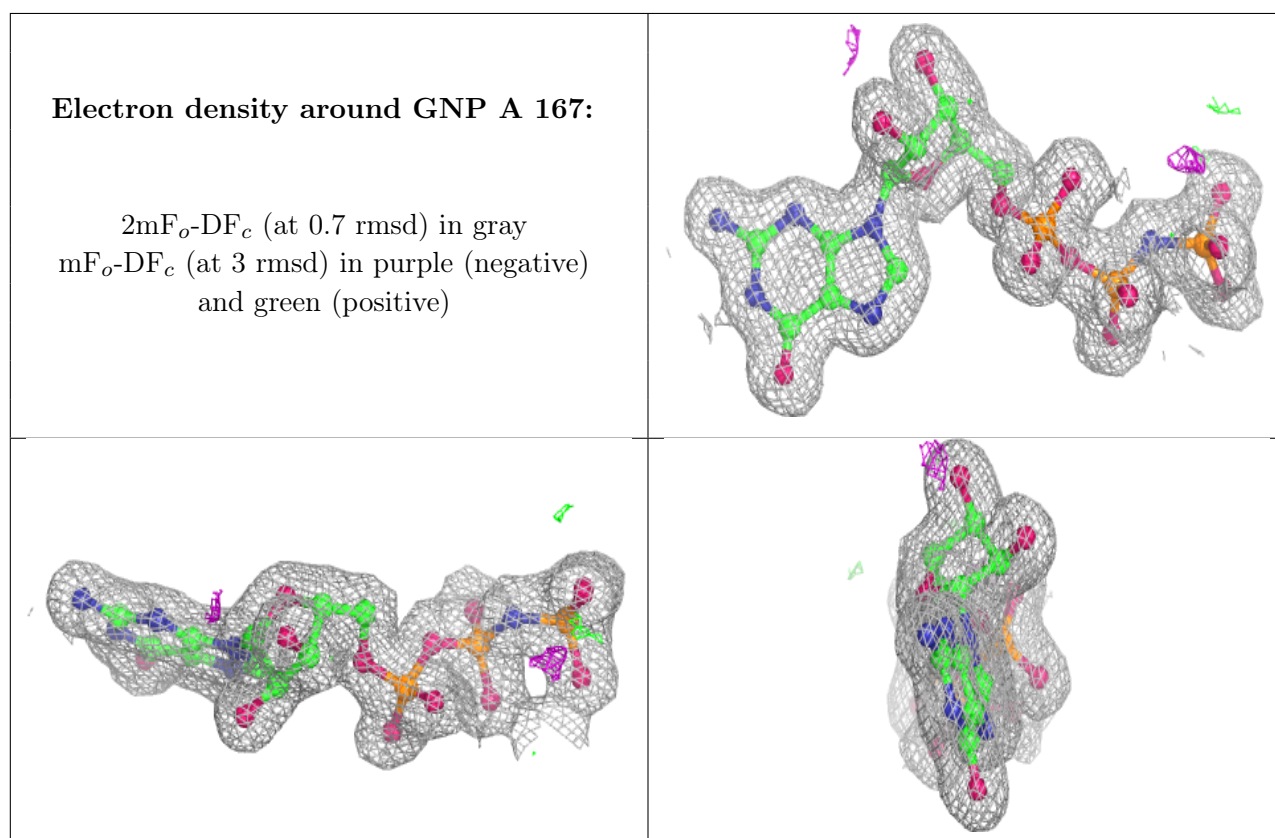 Electron density around GNP A 167:
2mFo-DFc (at 0.7 rmsd) in gray
mFo-DFc (at 3 rmsd) in purple (negative)
and green (positive)